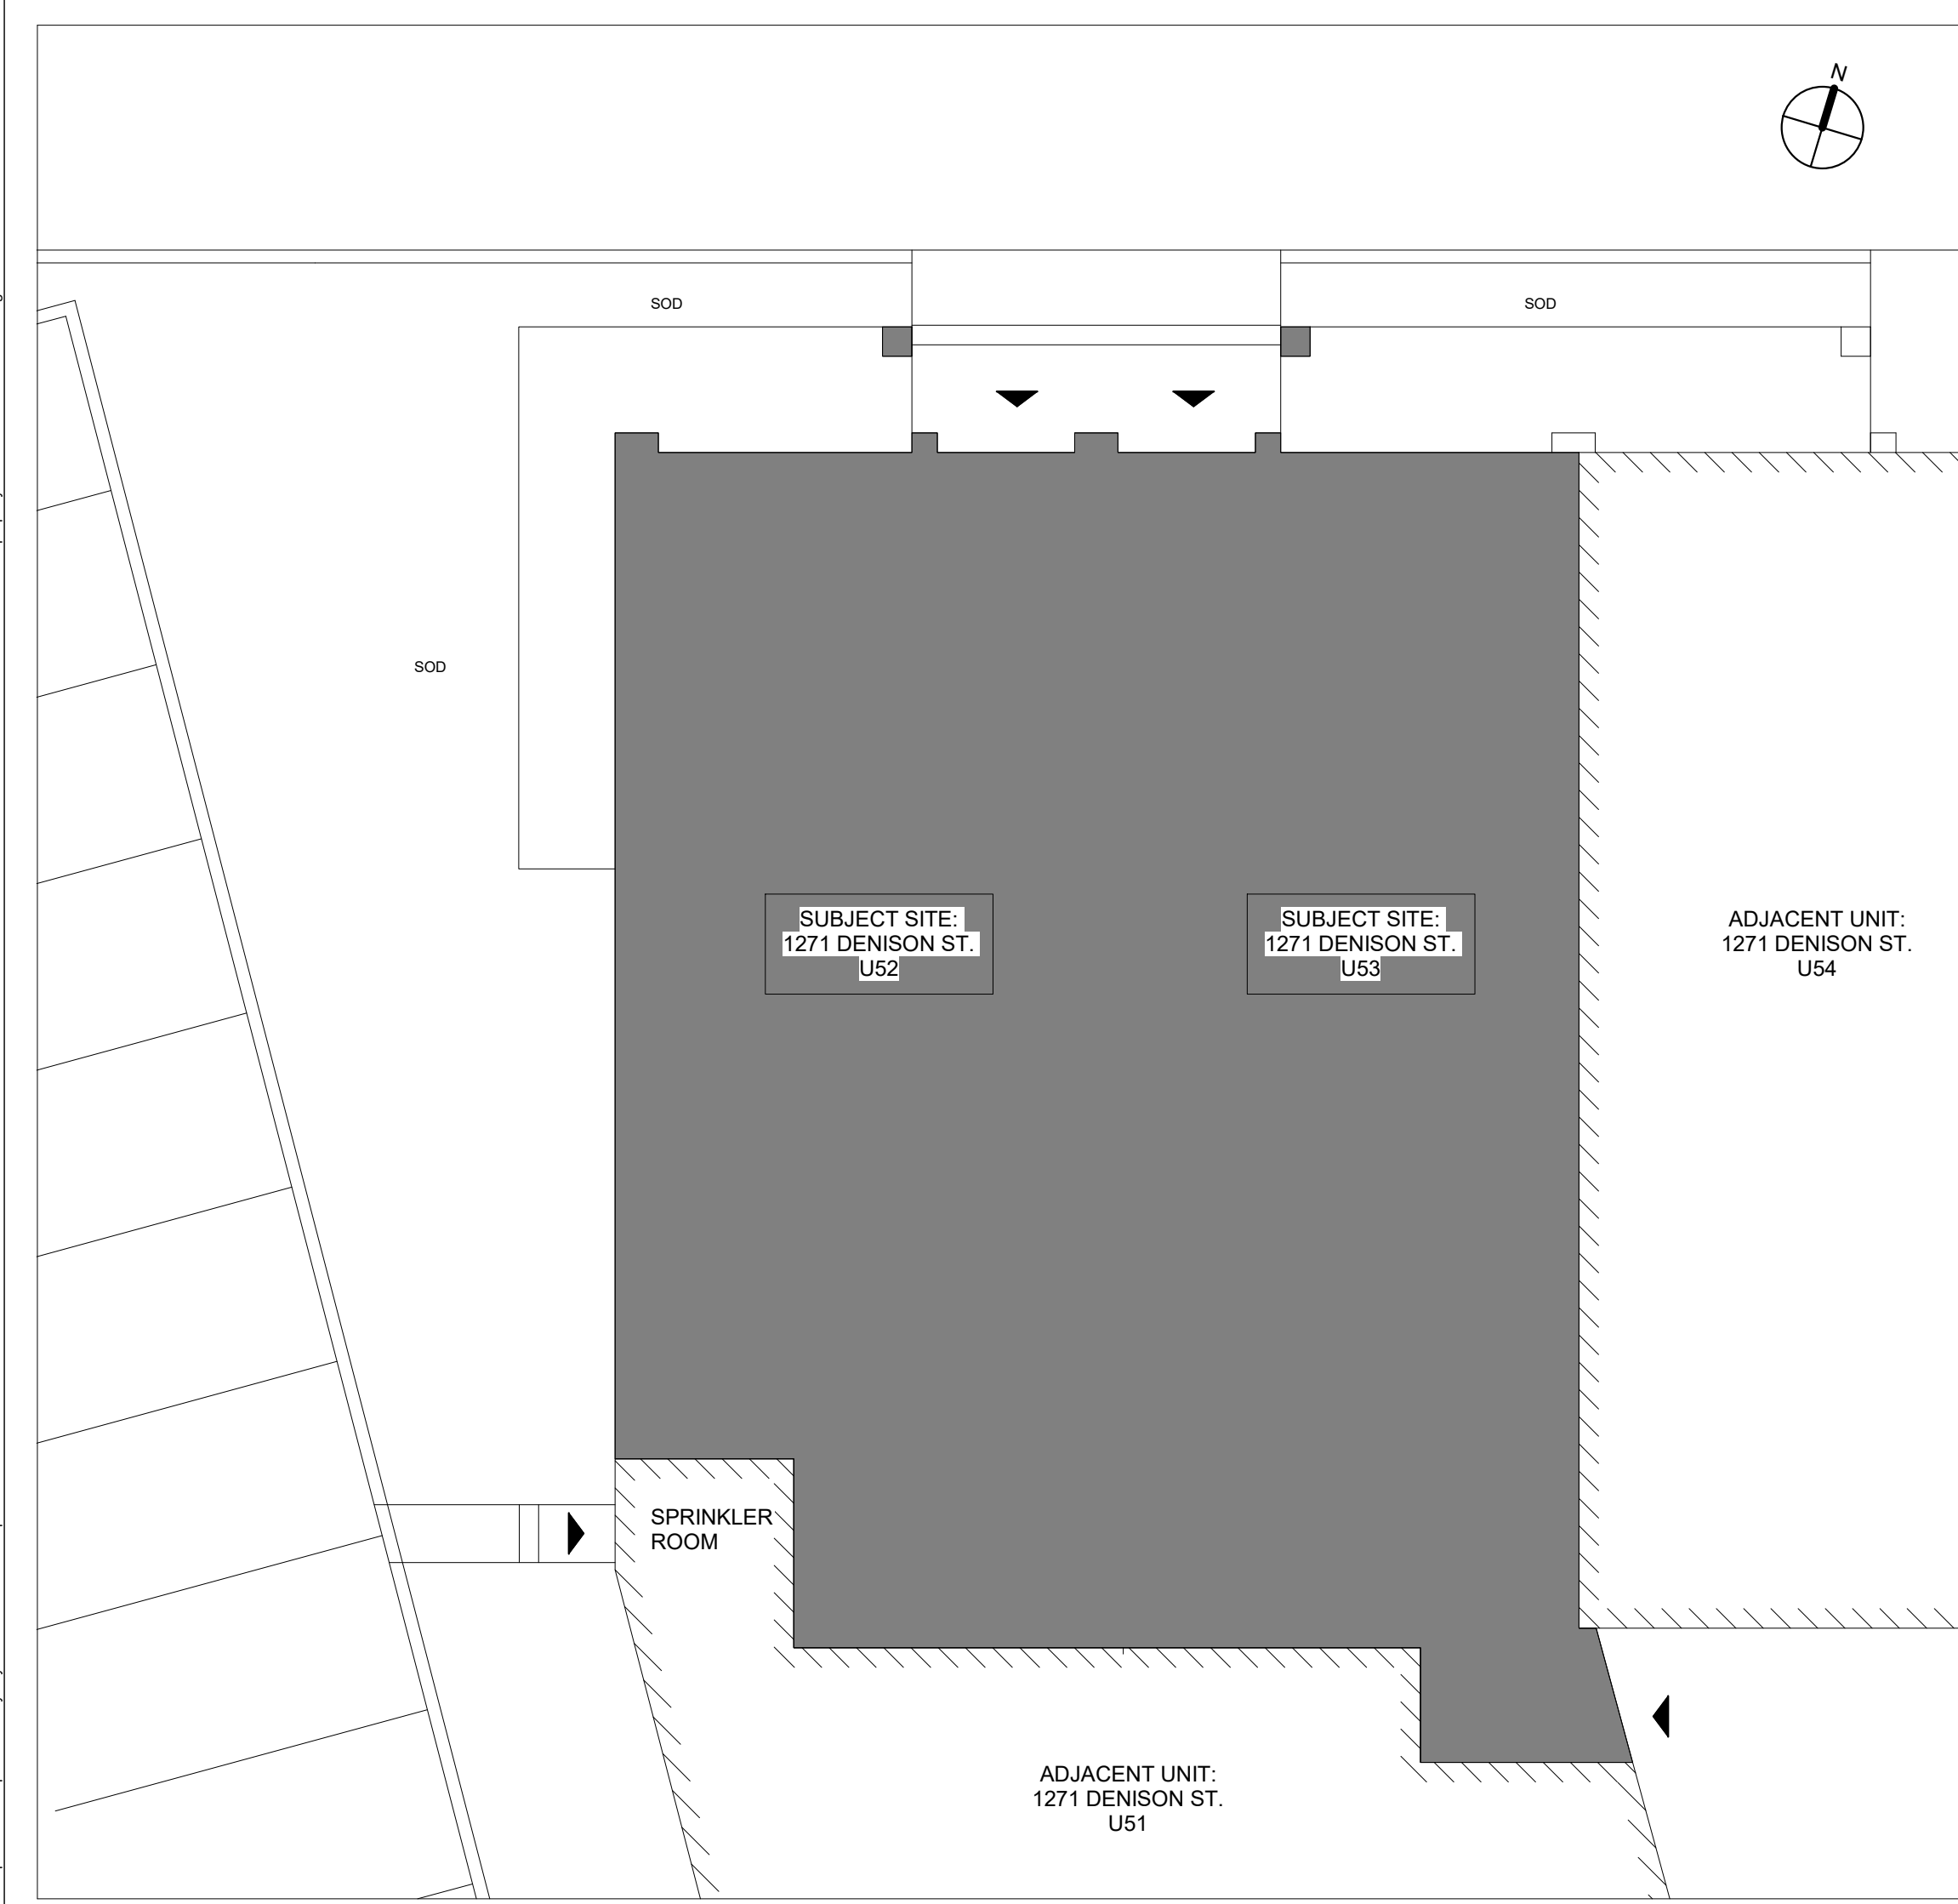 N
SOD
SOD
SOD
SUBJECT SITE:
1271 DENISON ST.
U52
SUBJECT SITE:
1271 DENISON ST.
U53
ADJACENT UNIT:
1271 DENISON ST.
U54
SPRINKLER
ROOM
ADJACENT UNIT:
1271 DENISON ST.
U51